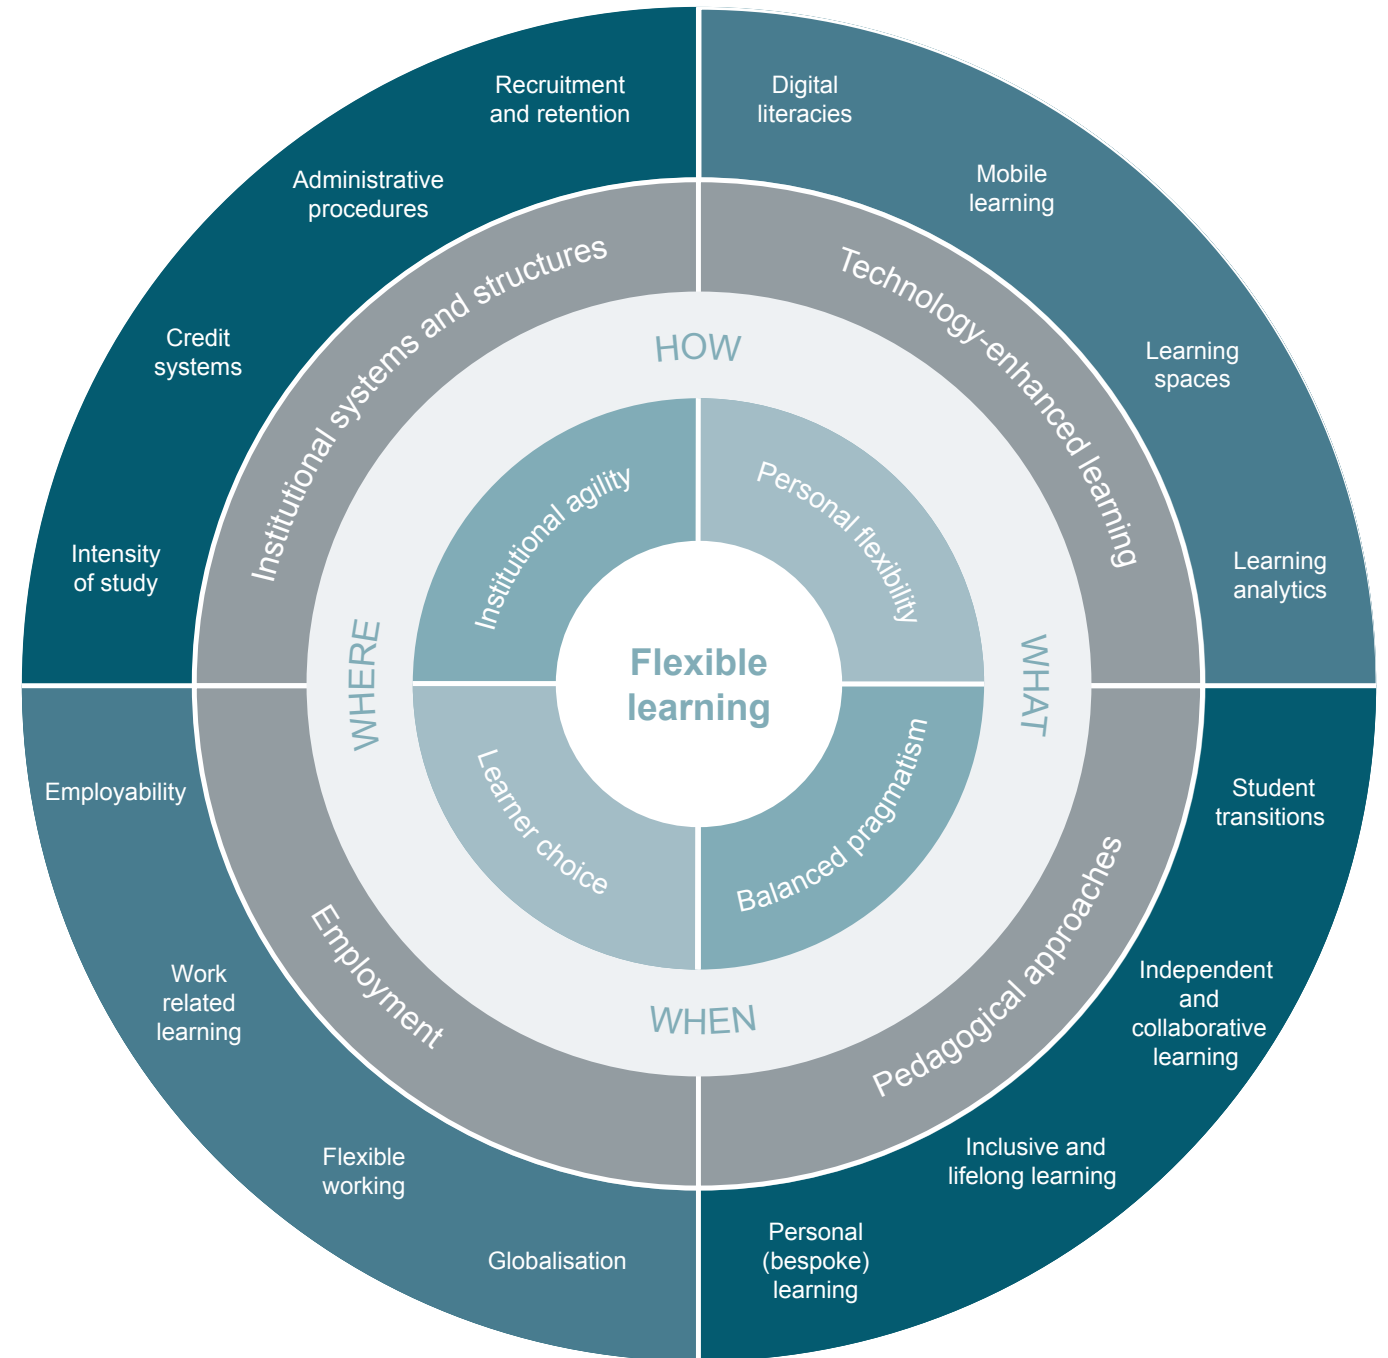 Recruitment
and retention
Digital
literacies
Administrative
procedures
Mobile
learning
Institutional systems and structures
Technology-enhanced learning
Credit
systems
HOW
Learning
spaces
Institutional agility
Personal flexibility
Intensity
of study
Learning
analytics
WHERE
Flexible
learning
WHAT
Employability
Learner choice
Balanced pragmatism
Student
transitions
Employment
Pedagogical approaches
Work
related
learning
WHEN
Independent
and
collaborative
learning
Flexible
working
Inclusive and
lifelong learning
Globalisation
Personal
(bespoke)
learning